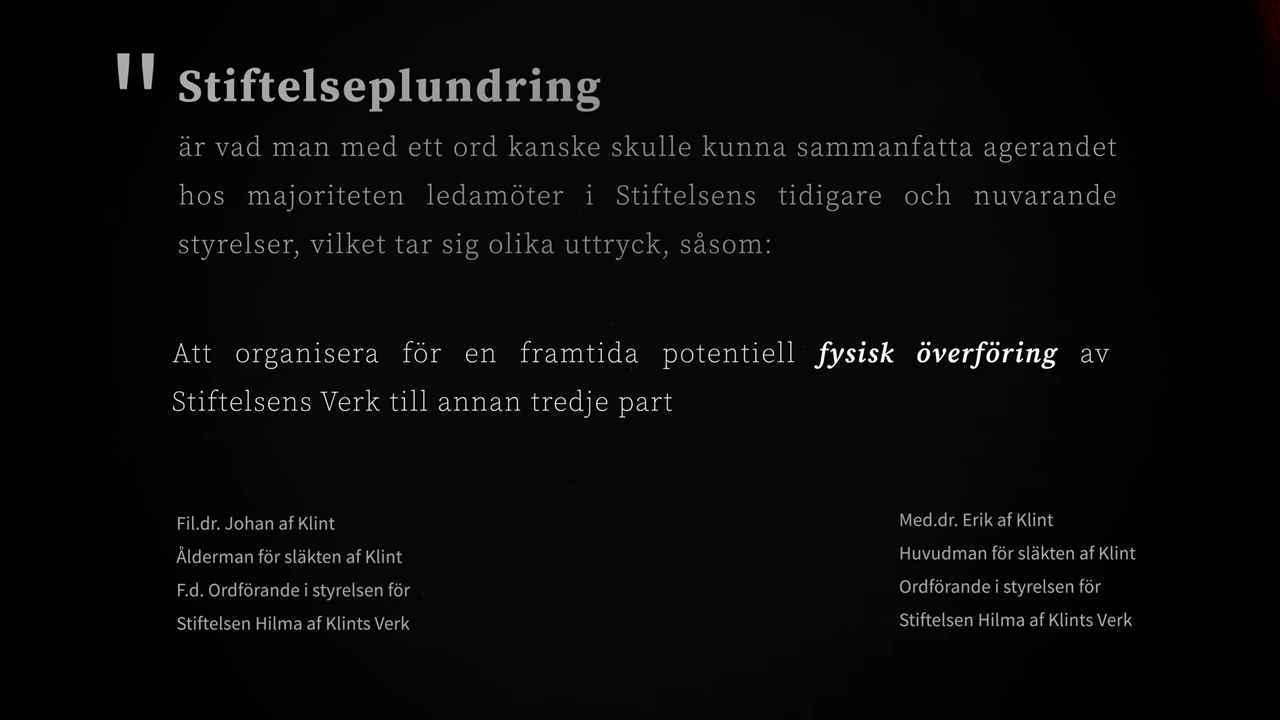 " Stiftelseplundring
är vad man med ett ord kanske skulle kunna sammanfatta agerandet
hos majoriteten ledamöter i Stiftelsens tidigare och nuvarande
styrelser, vilket tar sig olika uttryck, såsom:
Att organisera för en framtida potentiell fysisk överföring av
Stiftelsens Verk till annan tredje part
Fil.dr. Johan af Klint
Ålderman för släkten af Klint
F.d. Ordförande i styrelsen för
Stiftelsen Hilma af Klints Verk
Med.dr. Erik af Klint
Huvudman för släkten af Klint
Ordförande i styrelsen för
Stiftelsen Hilma af Klints Verk